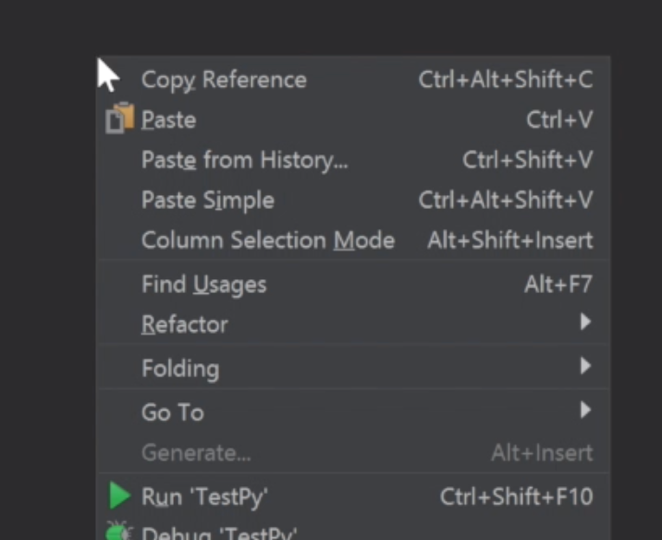 Copy Reference Ctrl+Alt+Shift+C
Paste Ctrl+V
Paste from History... Ctrl+Shift+V
Paste Simple Ctrl+Alt+Shift+V
Column Selection Mode Alt+Shift+Insert
Find Usages Alt+F7
Refactor
Folding
Go To
Generate... Alt+Insert
Run 'TestPy' Ctrl+Shift+F10
Debug 'TestPy'